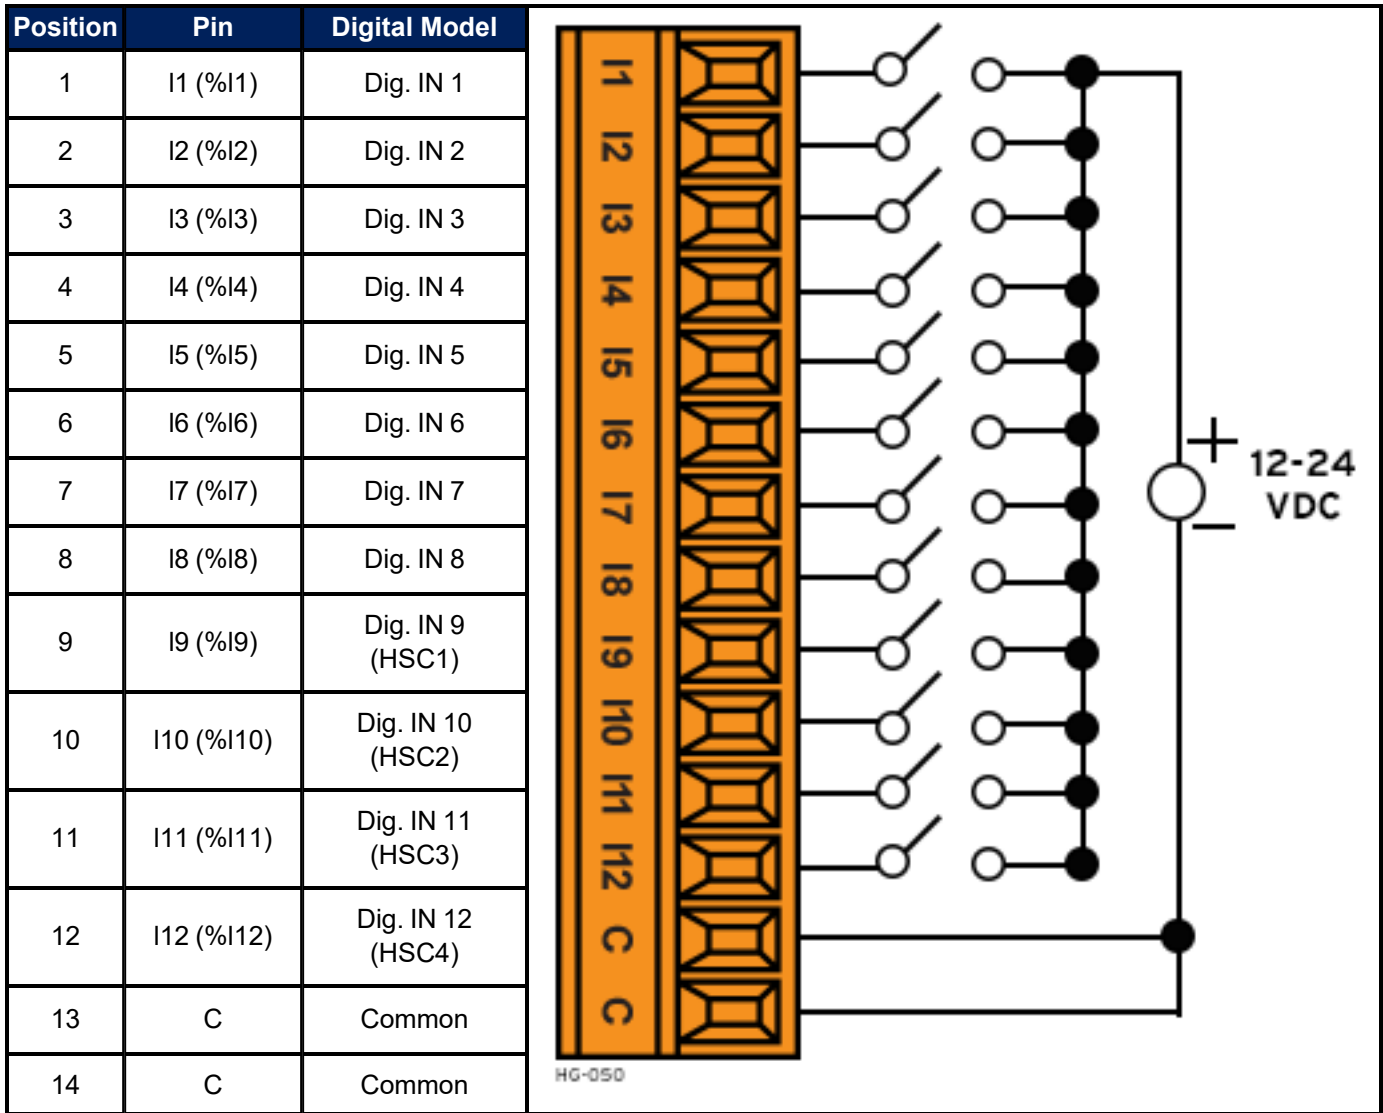 Position Pin Digital Model
1 I1 (%I1) Dig. IN 1
2 I2 (%I2) Dig. IN 2
3 I3 (%I3) Dig. IN 3
4 I4 (%I4) Dig. IN 4
5 I5 (%I5) Dig. IN 5
6 I6 (%I6) Dig. IN 6
7 I7 (%I7) Dig. IN 7
8 I8 (%I8) Dig. IN 8
9 I9 (%I9) Dig. IN 9
(HSC1)
10 I10 (%I10) Dig. IN 10
(HSC2)
11 I11 (%I11) Dig. IN 11
(HSC3)
12 I12 (%I12) Dig. IN 12
(HSC4)
13 C Common
14 C Common
I1
I2
I3
I4
I5
I6
I7
I8
I9
I10
I11
I12
C
C
+
12-24
VDC
−
HG-050